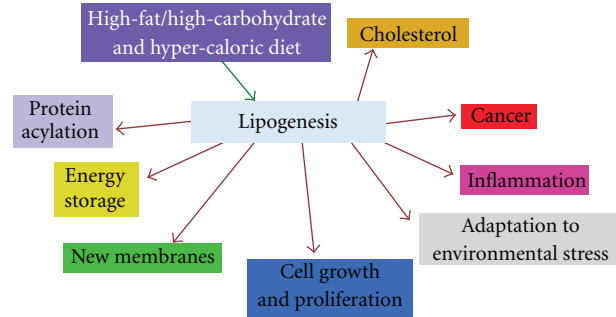 High-fat/high-carbohydrate
and hyper-caloric diet
Cholesterol
Protein
acylation
Lipogenesis
Cancer
Energy
storage
Inflammation
New membranes
Cell growth
and proliferation
Adaptation to
environmental stress